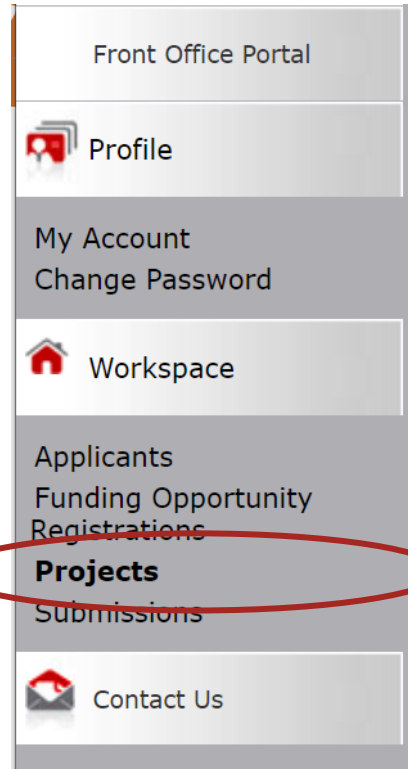 Front Office Portal
Profile
My Account
Change Password
Workspace
Applicants
Funding Opportunity
Registrations
Projects
Submissions
Contact Us